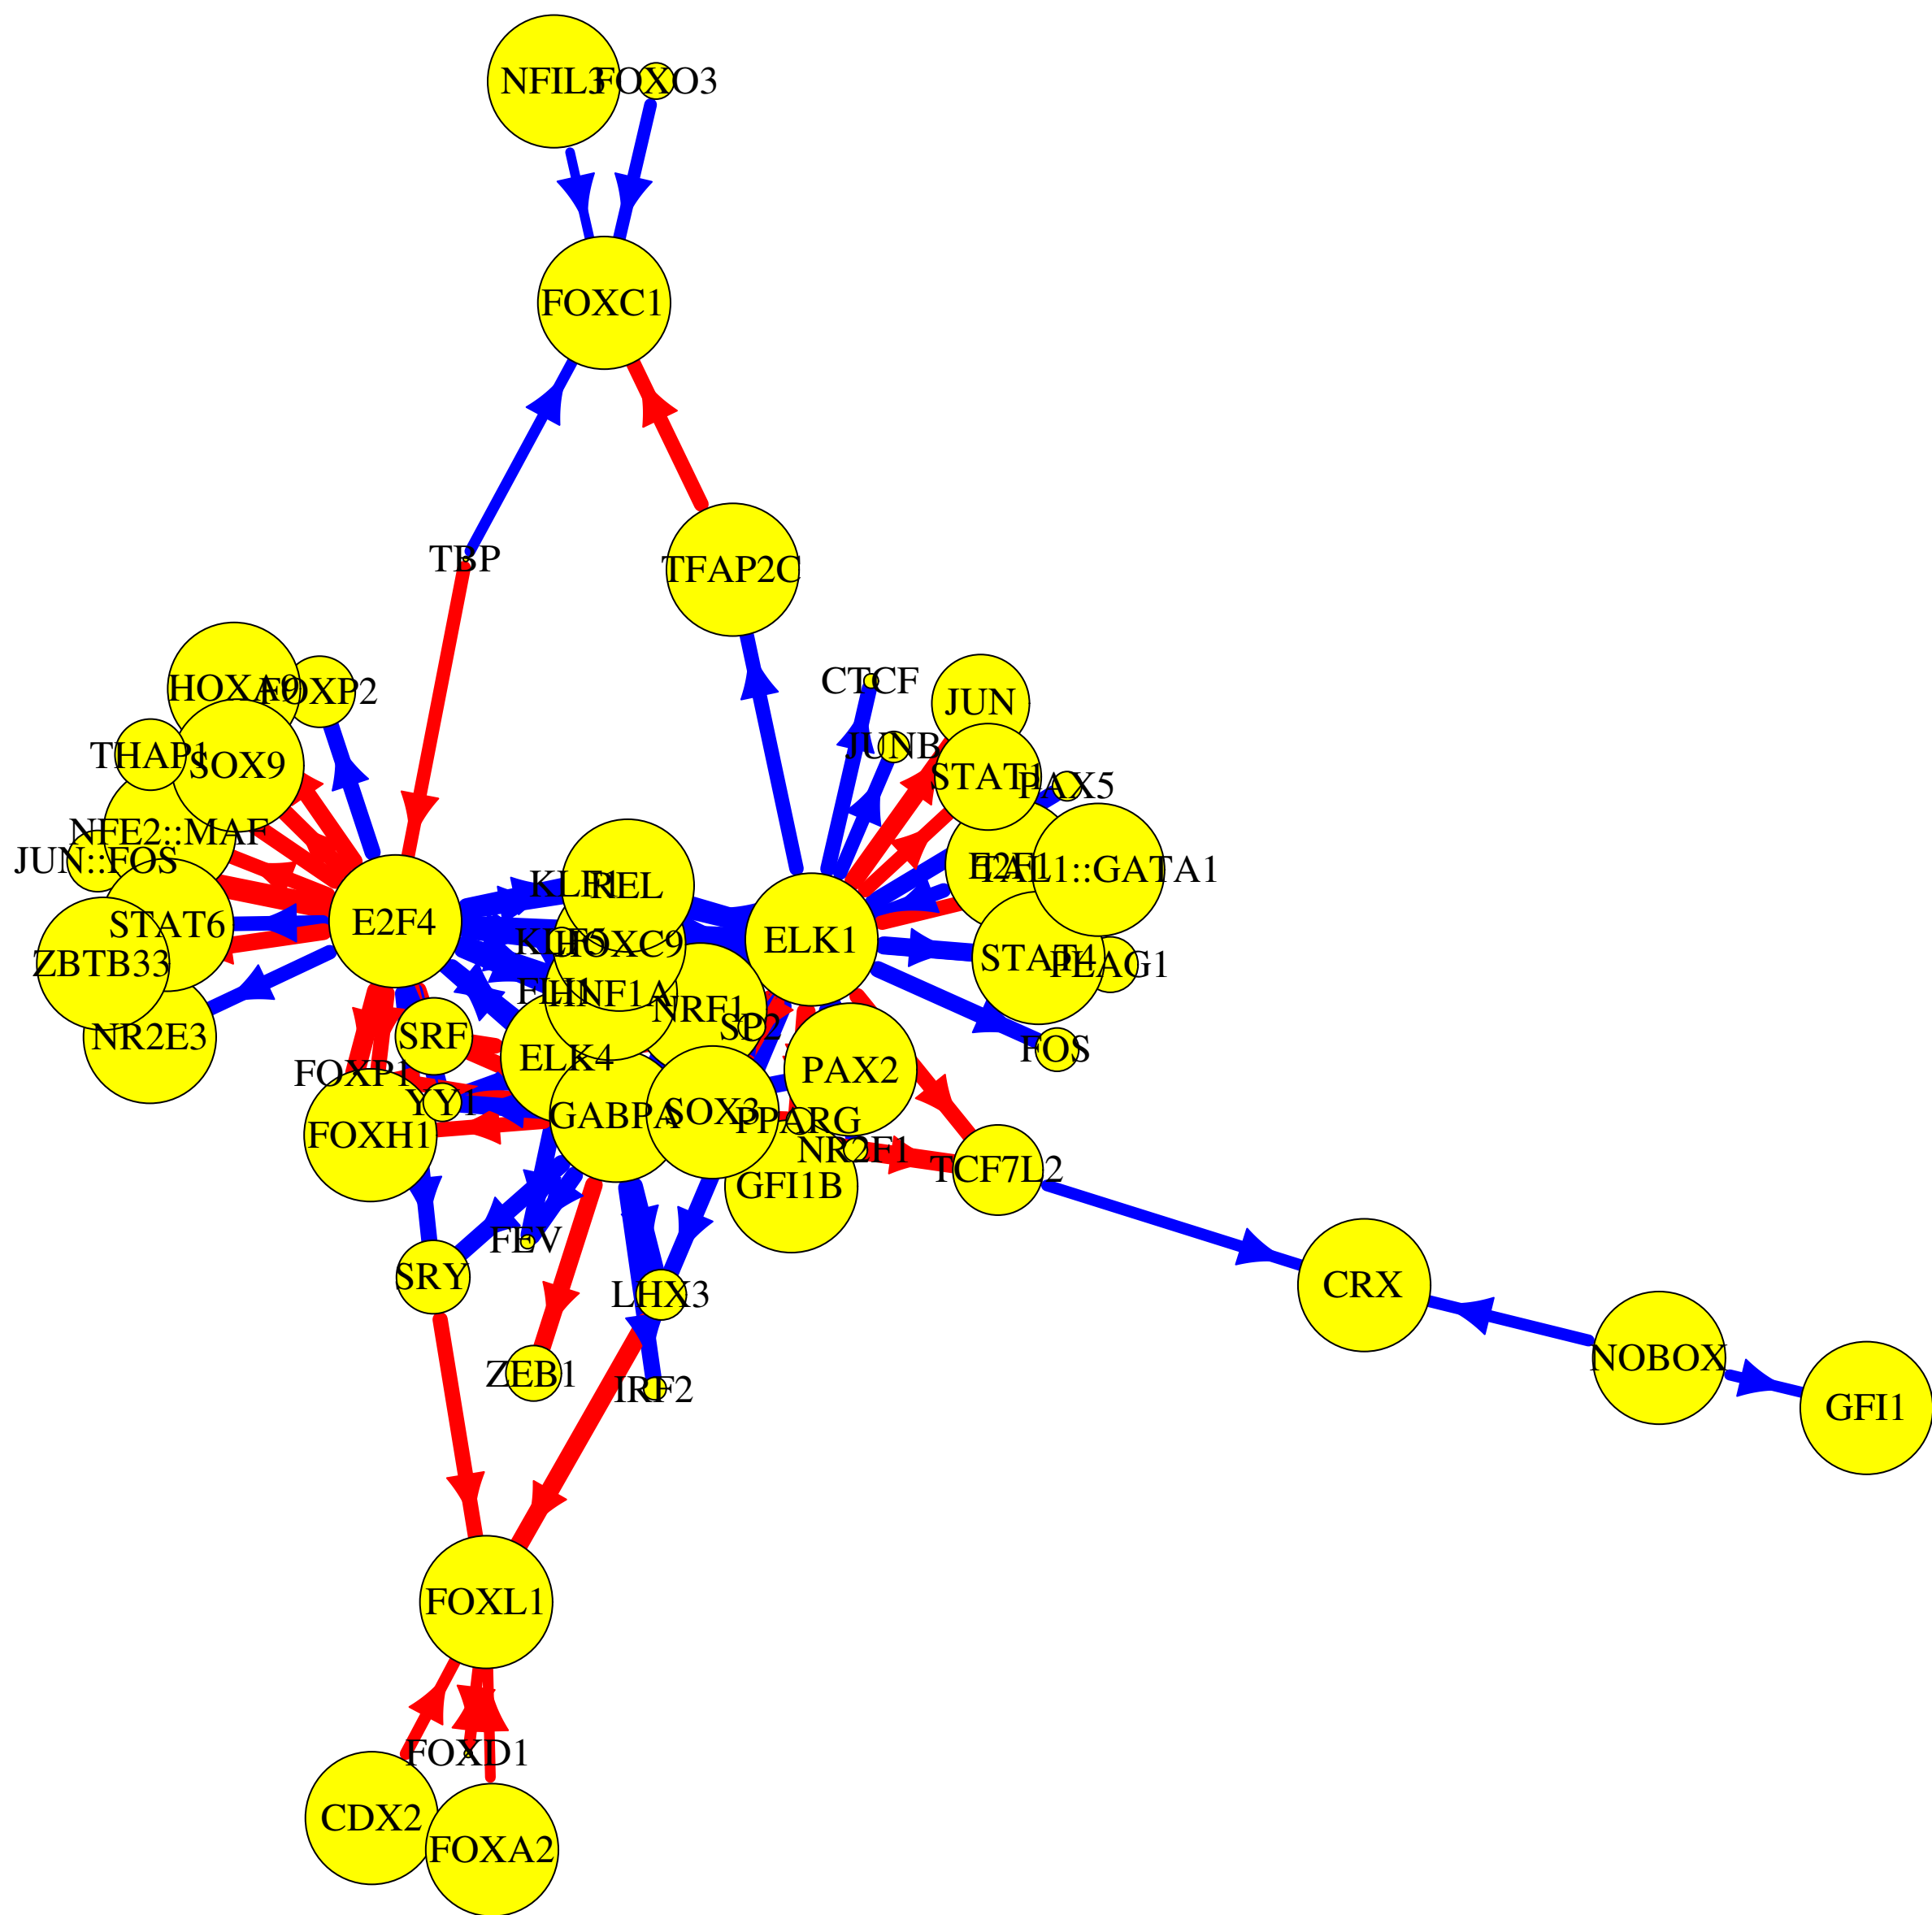 NFIL3
FOXO3
FOXC1
TBP
TFAP2C
CTCF
HOXA9
FOXP2
JUN
JUNB
THAP1
SOX9
STAT1
PAX5
NFE2::MAF
JUN::FOS
E2F1
TAL1::GATA1
KLF4
REL
STAT6
E2F4
ELK1
KLF5
HOXC9
ZBTB33
STAT4
PLAG1
FLI1
HNF1A
NRF1
SP2
NR2E3
SRF
ELK4
FOS
FOXP1
PAX2
YY1
GABPA
SOX3
PPARG
FOXH1
NR2F1
TCF7L2
GFI1B
FEV
SRY
LHX3
CRX
ZEB1
IRF2
NOBOX
GFI1
FOXL1
FOXD1
CDX2
FOXA2